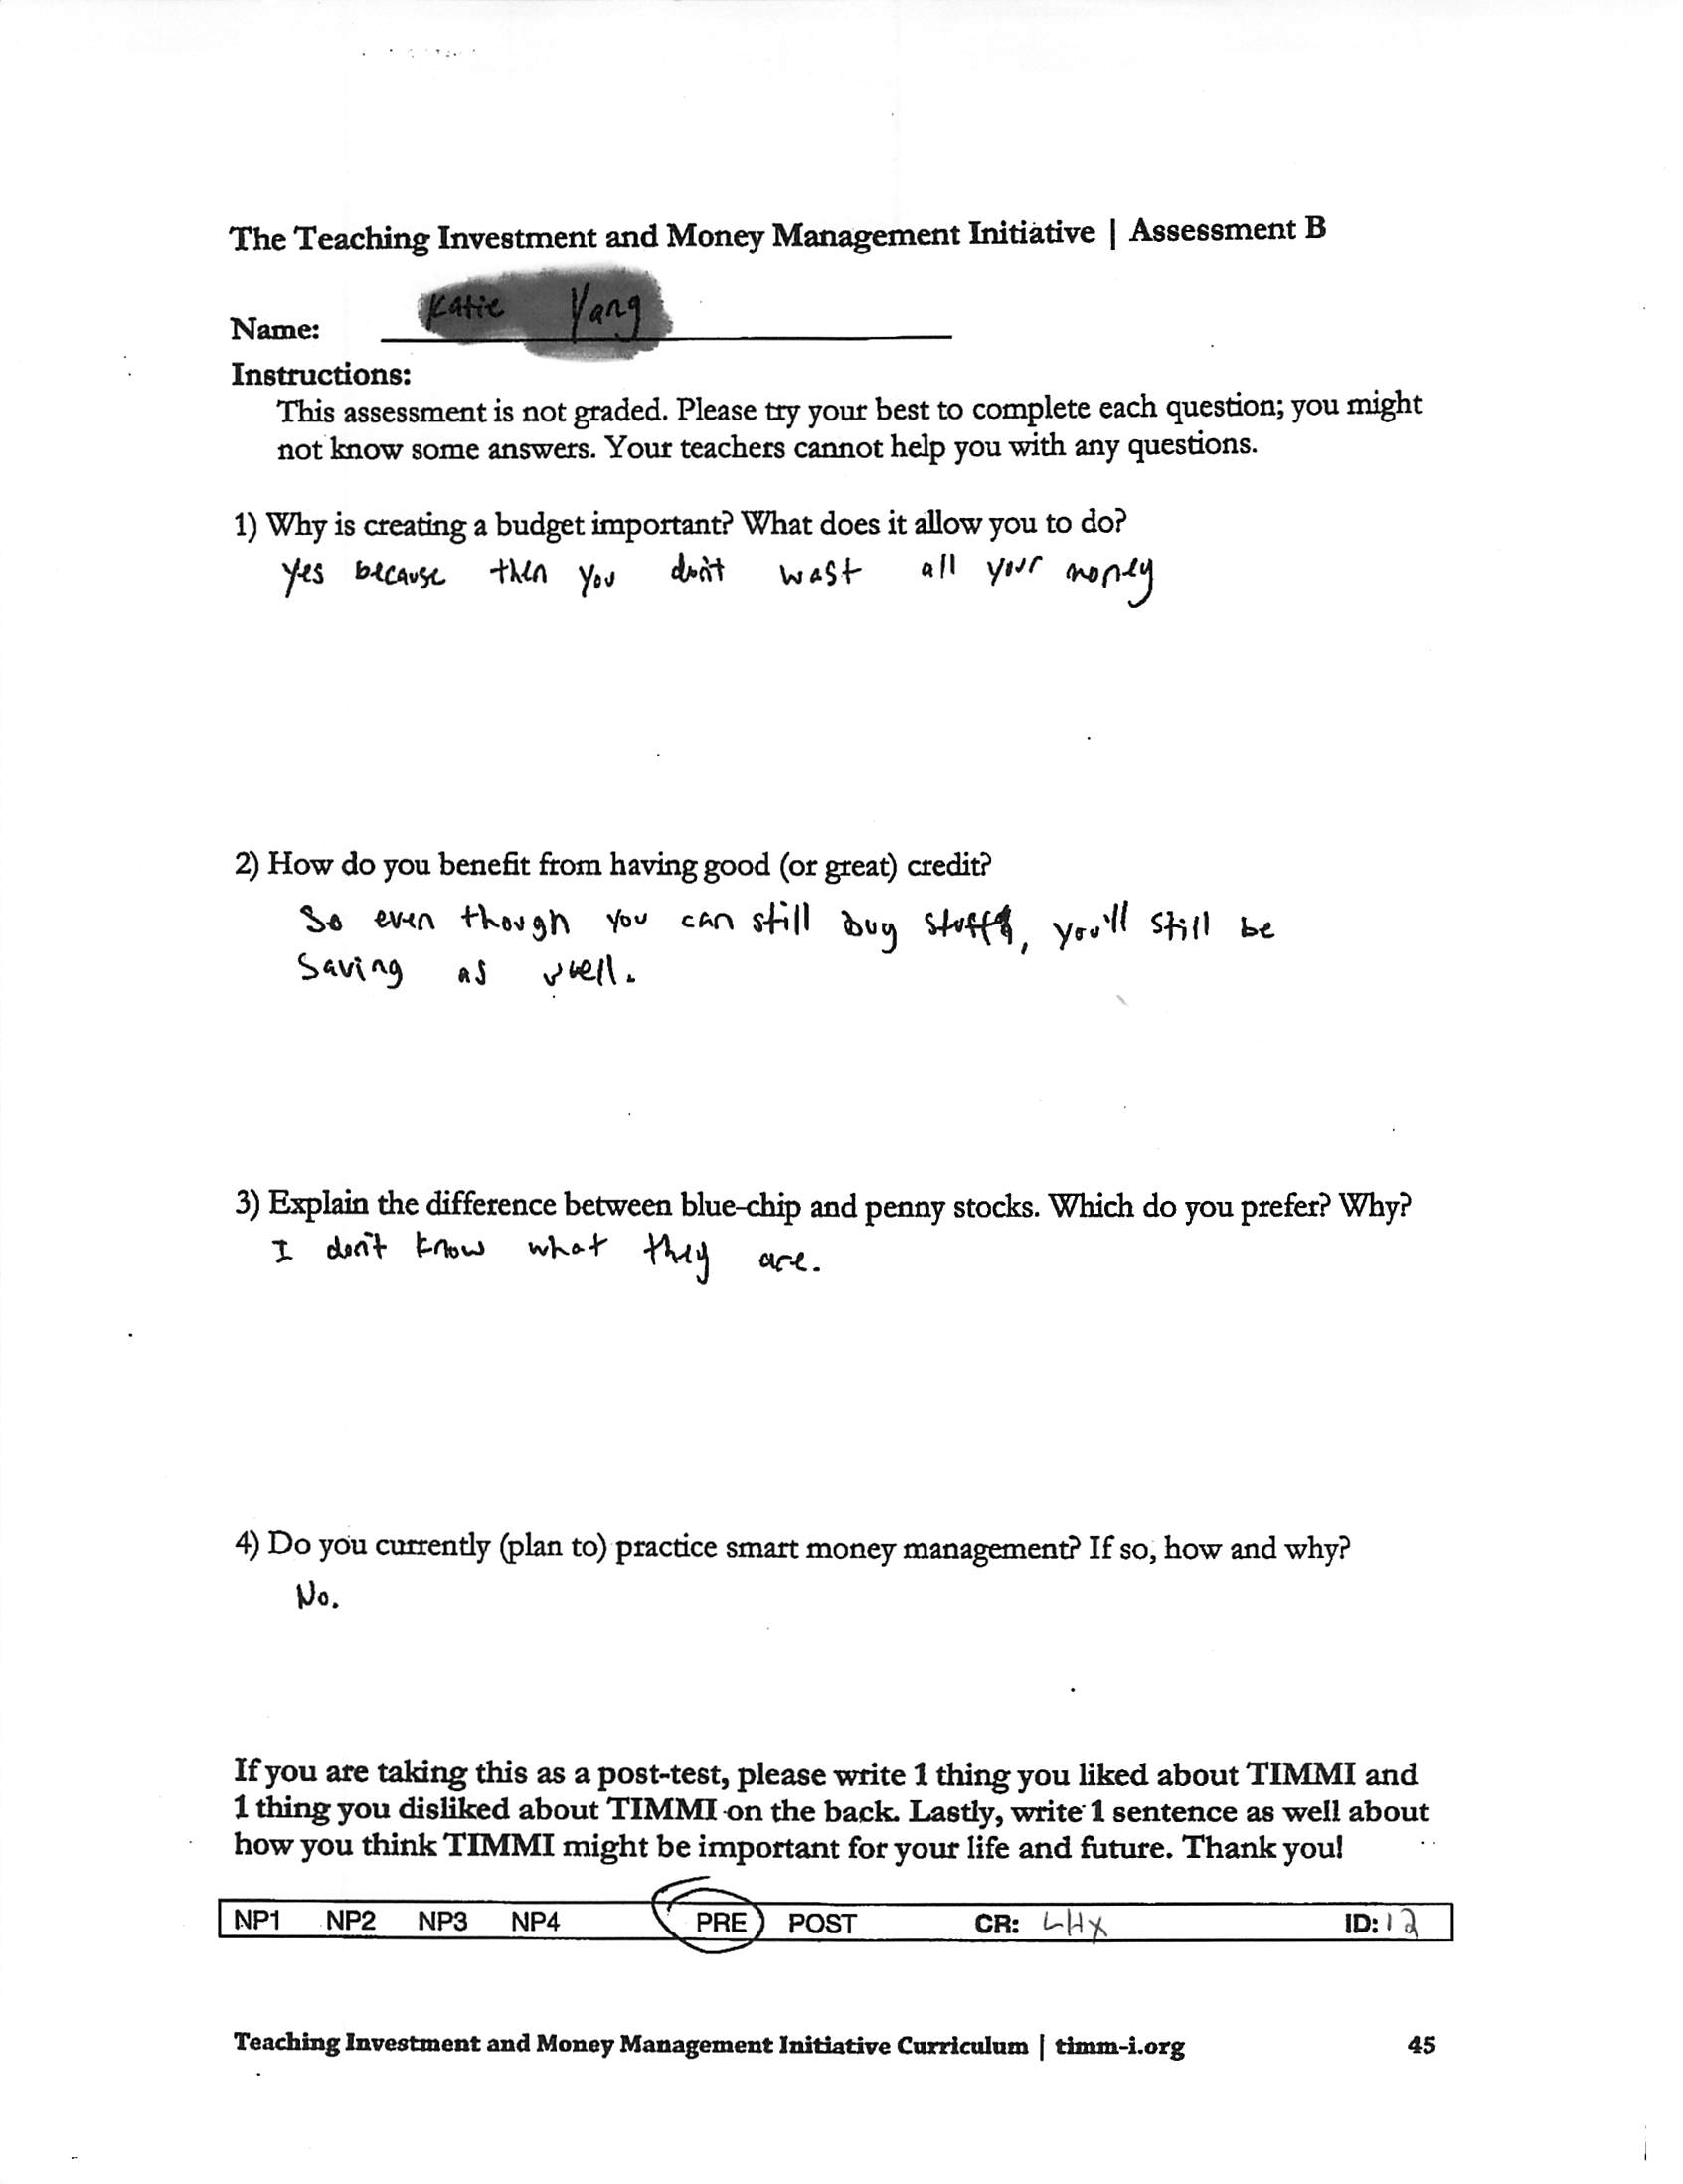 The Teaching Investment and Money Management Initiative | Assessment B
Katie Yang
Name:
Instructions:
This assessment is not graded. Please try your best to complete each question; you might
not know some answers. Your teachers cannot help you with any questions.
1) Why is creating a budget important? What does it allow you to do?
Yes because then you don't wast all your money
2) How do you benefit from having good (or great) credit?
So even though you can still buy stuff, you'll still be
saving as well.
3) Explain the difference between blue-chip and penny stocks. Which do you prefer? Why?
I don't know what they are.
4) Do you currently (plan to) practice smart money management? If so, how and why?
No.
If you are taking this as a post-test, please write 1 thing you liked about TIMMI and
1 thing you disliked about TIMMI on the back. Lastly, write 1 sentence as well about
how you think TIMMI might be important for your life and future. Thank you!
NP1 NP2 NP3 NP4 PRE POST CR: LHX ID: 12
Teaching Investment and Money Management Initiative Curriculum | timm-i.org 45